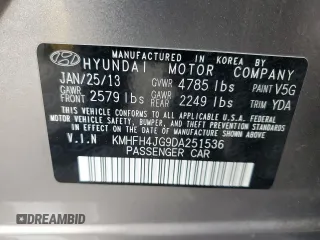 MANUFACTURED IN KOREA BY
HYUNDAI MOTOR COMPANY
JAN/25/13 GVWR 4785 lbs PAINT V5G
GAWR FRONT 2579 lbs GAWR REAR 2249 lbs TRIM YDA
THIS VEHICLE CONFORMS TO ALL APPLICABLE
U.S. FEDERAL MOTOR VEHICLE SAFETY, BUMPER,
AND THEFT PREVENTION STANDARDS IN EFFECT ON
THE DATE OF MANUFACTURE SHOWN ABOVE.
V.I.N KMHFH4JG9DA251536
PASSENGER CAR
DREAMBID